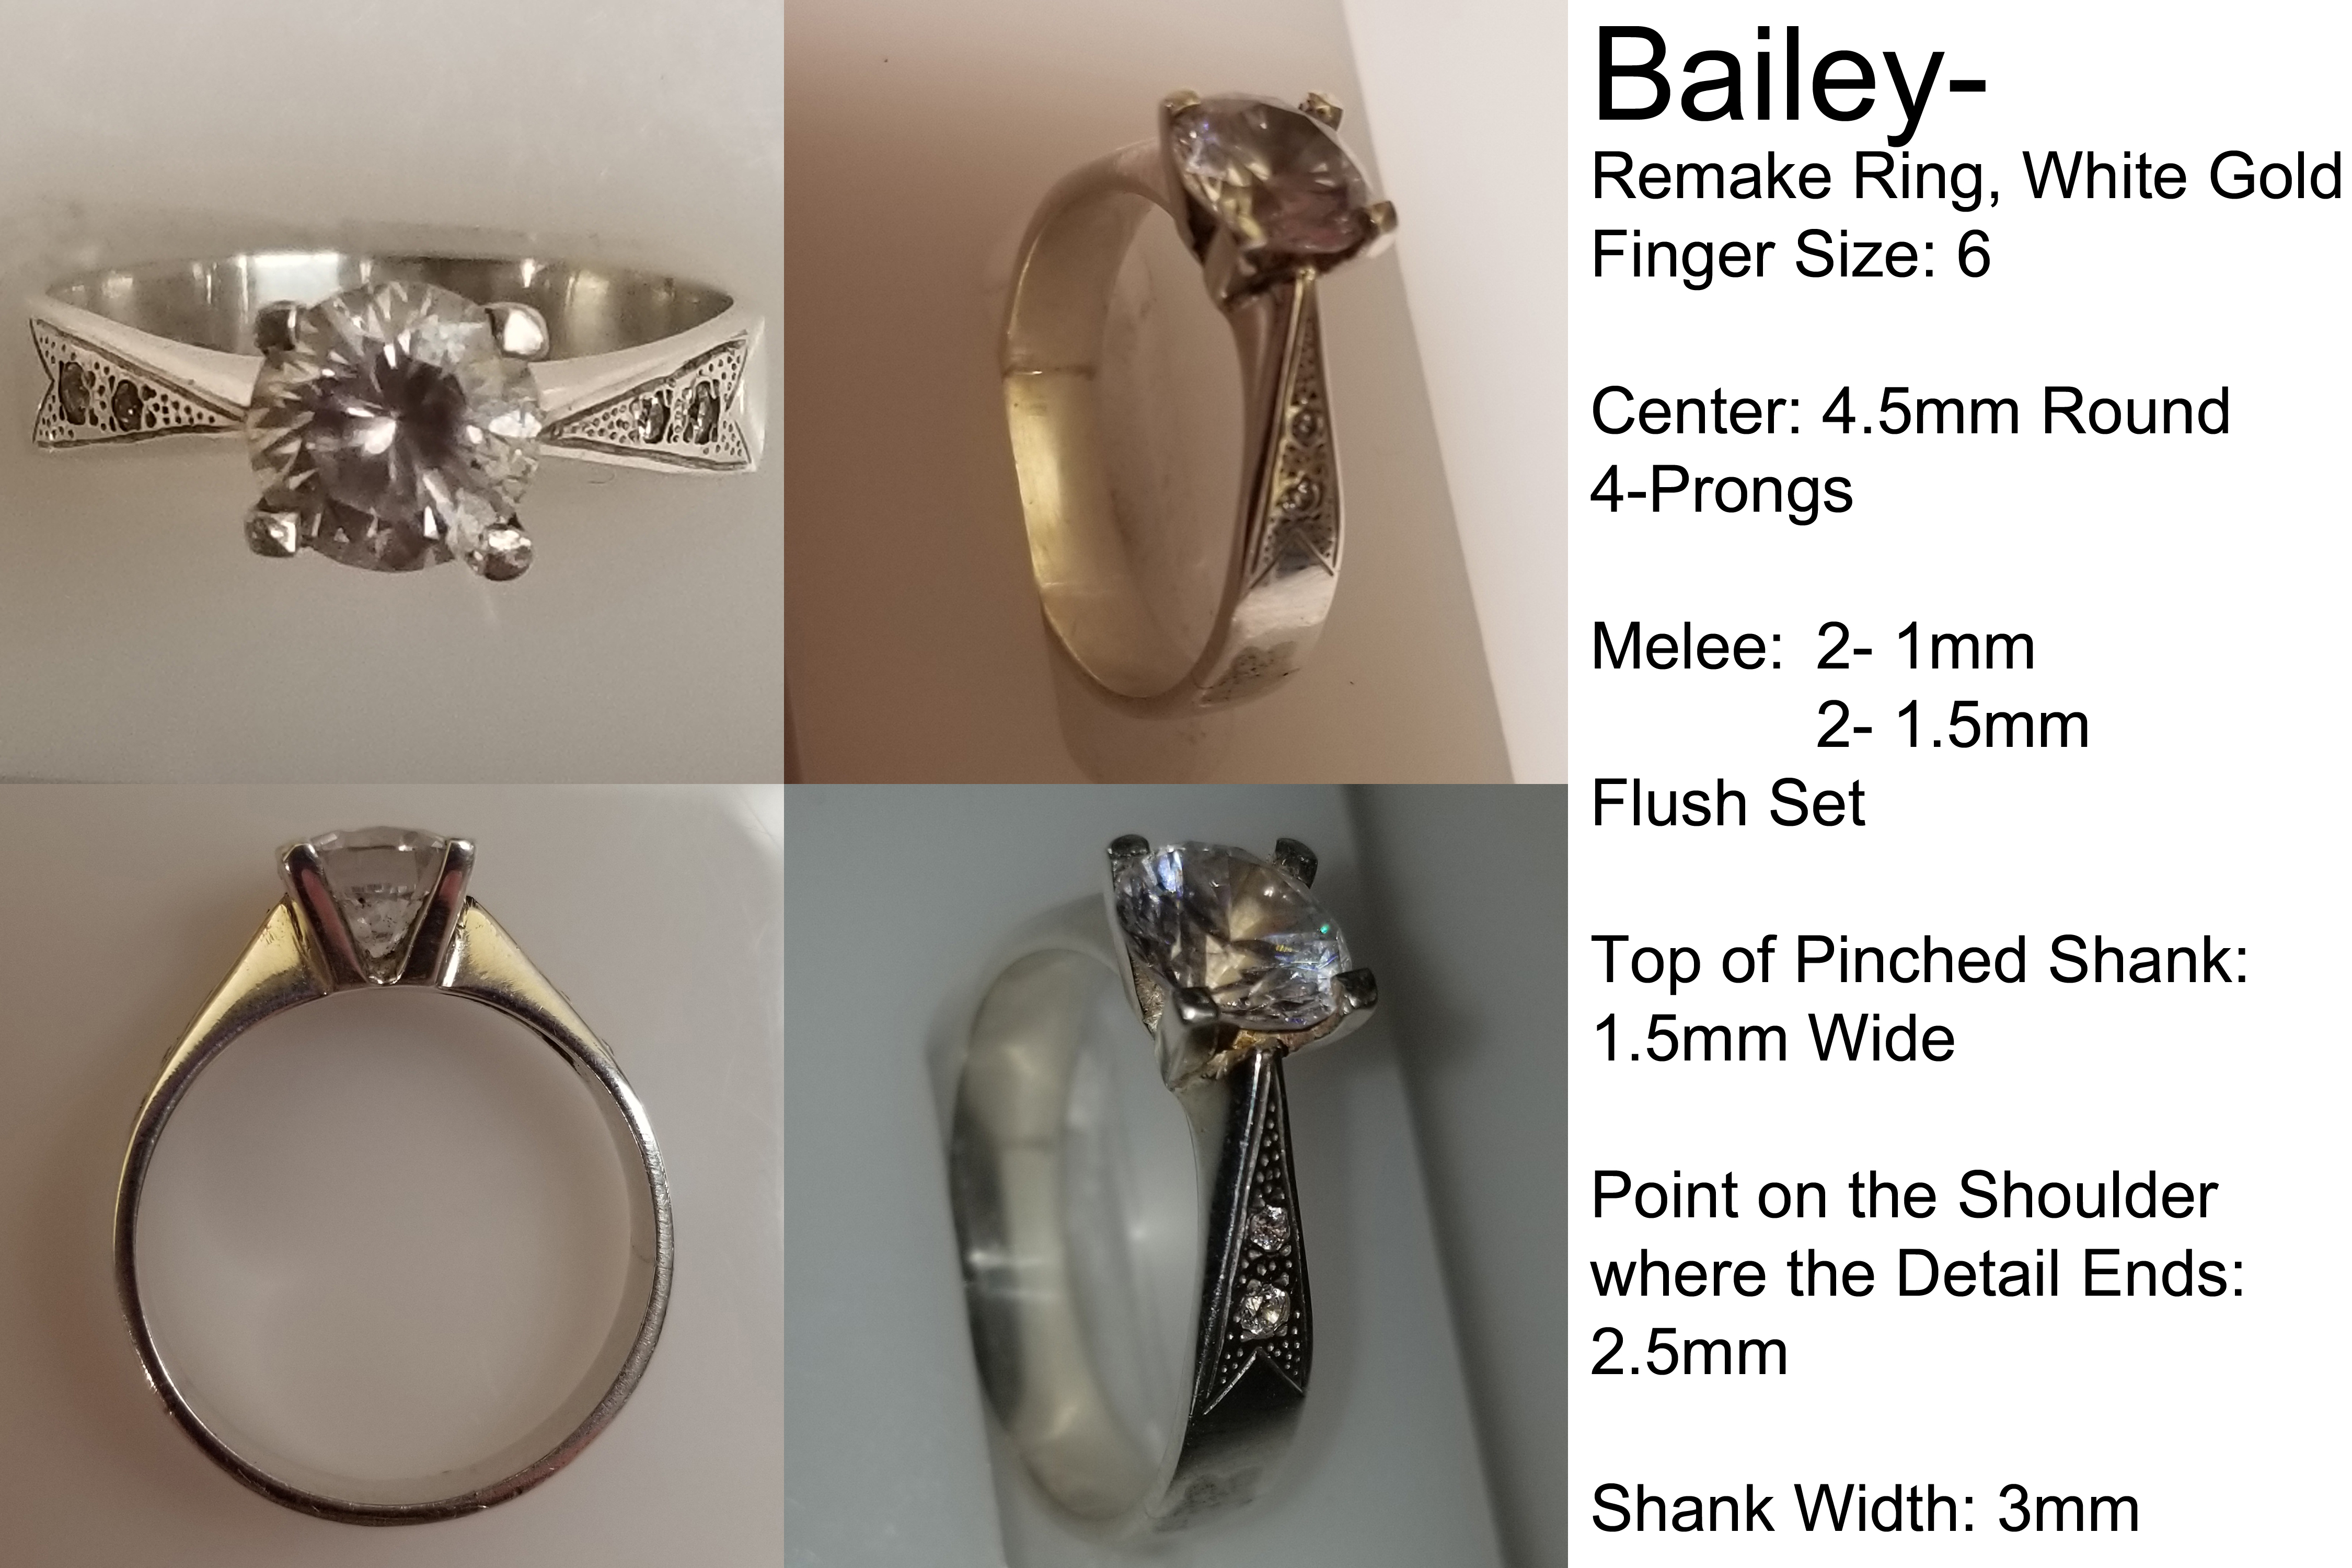 Bailey-
Remake Ring, White Gold
Finger Size: 6
Center: 4.5mm Round
4-Prongs
Melee: 2- 1mm
2- 1.5mm
Flush Set
Top of Pinched Shank:
1.5mm Wide
Point on the Shoulder
where the Detail Ends:
2.5mm
Shank Width: 3mm